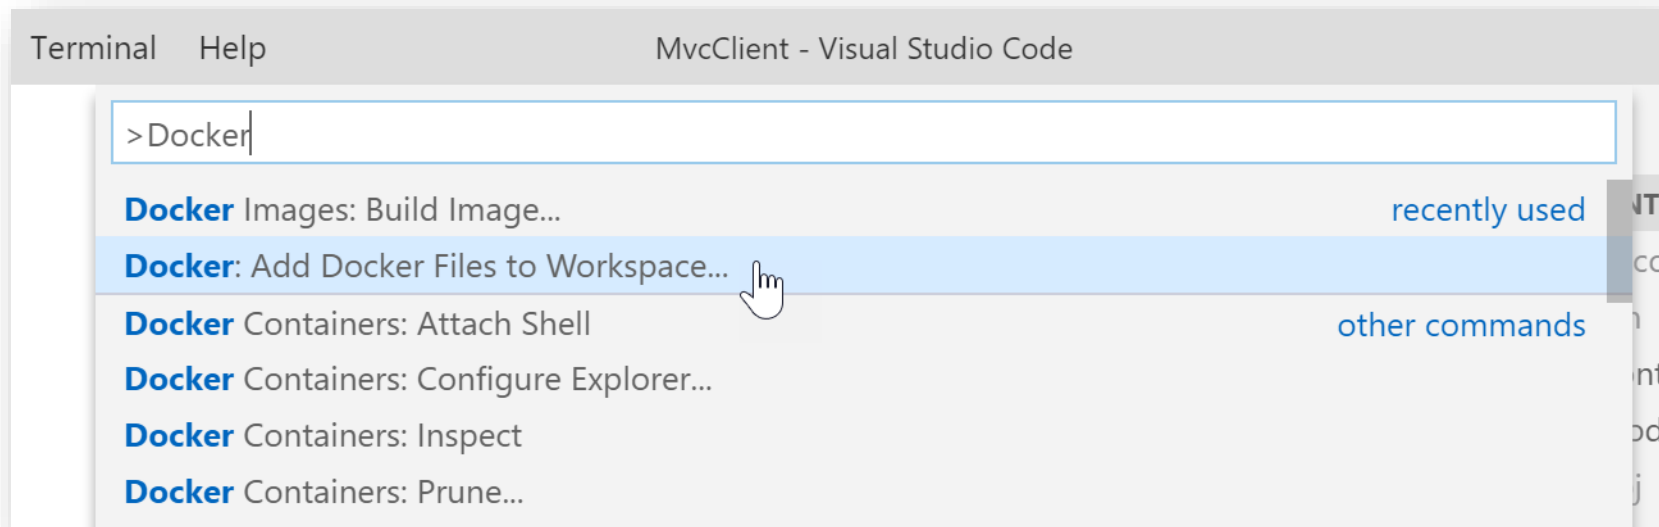 Terminal Help MvcClient - Visual Studio Code
>Docker
Docker Images: Build Image... recently used
Docker: Add Docker Files to Workspace...
Docker Containers: Attach Shell other commands
Docker Containers: Configure Explorer...
Docker Containers: Inspect
Docker Containers: Prune...